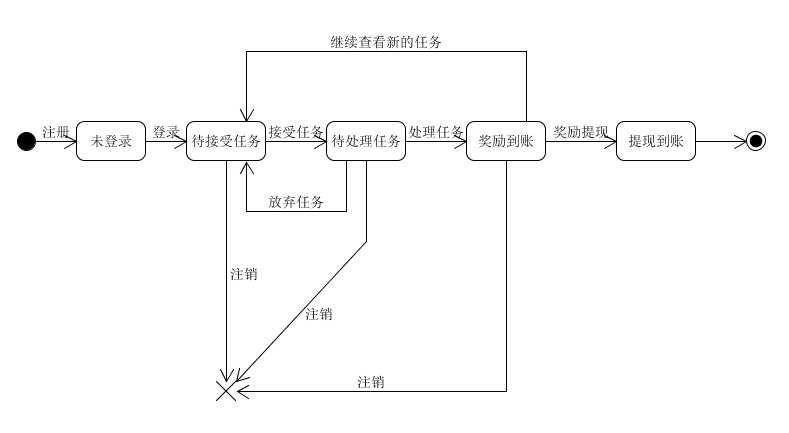 继续查看新的任务
注册
未登录
登录
待接受任务
接受任务
待处理任务
处理任务
奖励到账
奖励提现
提现到账
放弃任务
注销
注销
注销